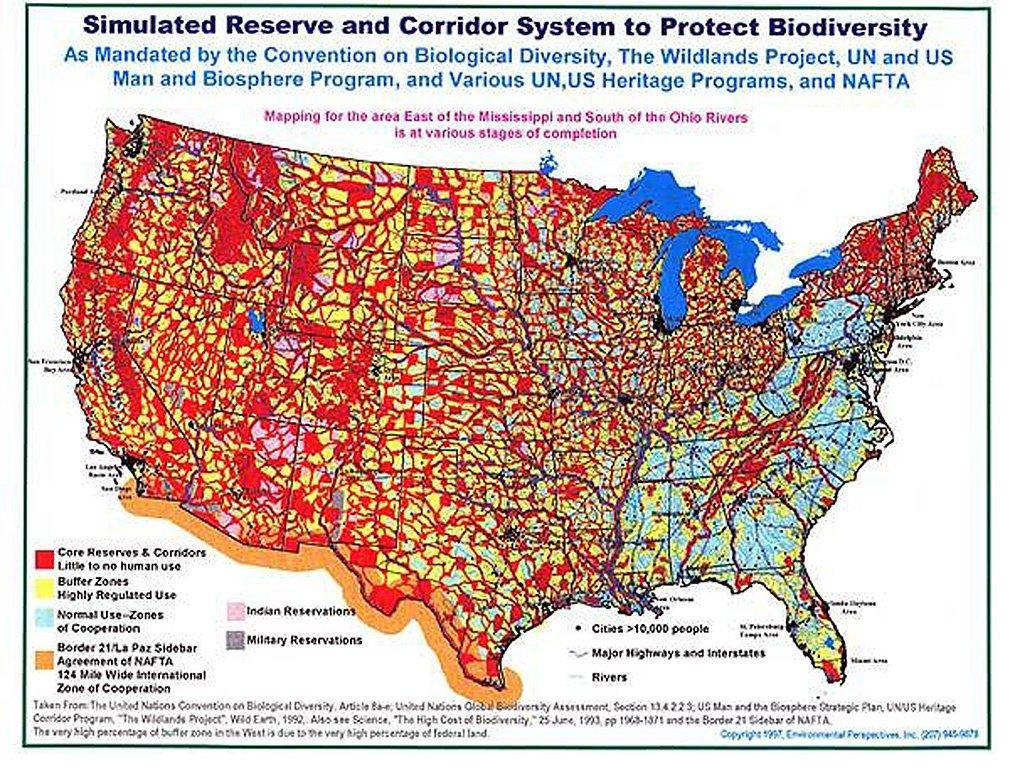 Simulated Reserve and Corridor System to Protect Biodiversity
As Mandated by the Convention on Biological Diversity, The Wildlands Project, UN and US
Man and Biosphere Program, and Various UN,US Heritage Programs, and NAFTA
Mapping for the area East of the Mississippi and South of the Ohio Rivers
is at various stages of completion
Portland
Boston Area
New
York City Area
Area
D.C.
Area
San Francisco
Bay Area
Los Angeles
Basin Area
San Diego
Area
Core Reserves & Corridors
Little to no human use
Buffer Zones
Highly Regulated Use
Normal Use--Zones
of Cooperation
Border 21/La Paz Sidebar
Agreement of NAFTA
124 Mile Wide International
Zone of Cooperation
Indian Reservations
Military Reservations
New Orleans
Area
Daytona
Area
St. Petersburg
Tampa Area
Miami Area
Cities >10,000 people
Major Highways and Interstates
Rivers
Taken From: The United Nations Convention on Biological Diversity, Article 8a-e; United Nations Global Biodiversity Assessment, Section 13.4.2.2.3; US Man and the Biosphere Strategic Plan, UN/US Heritage
Corridor Program, "The Wildlands Project", Wild Earth, 1992,. Also see Science, "The High Cost of Biodiversity," 25 June, 1993, pp 1968-1871 and the Border 21 Sidebar of NAFTA.
The very high percentage of buffer zone in the West is due to the very high percentage of federal land.
Copyright 1997, Environmental Perspectives, Inc. (207) 945-9878